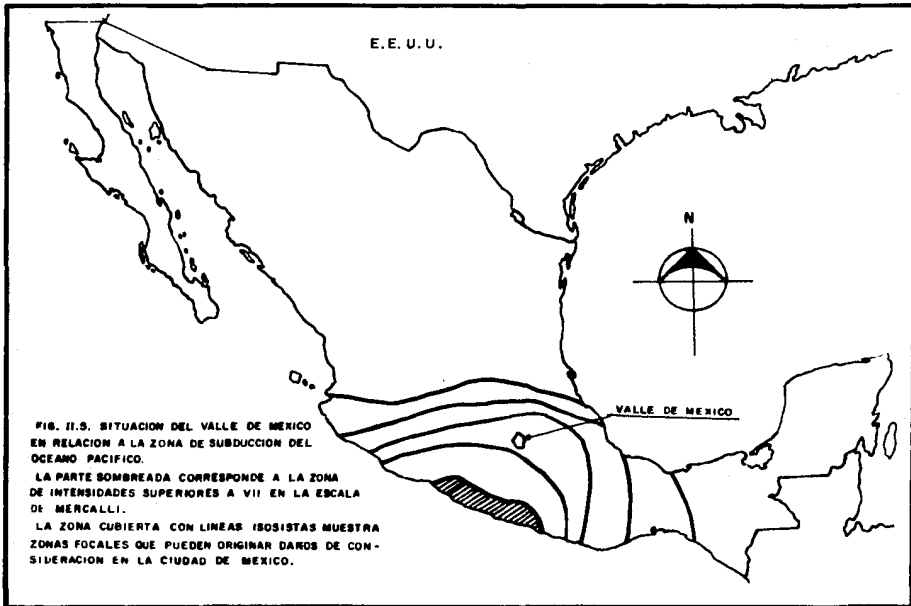 E.E.U.U.
N
VALLE DE MEXICO
FIG. II.S. SITUACION DEL VALLE DE MEXICO
EN RELACION A LA ZONA DE SUBDUCCION DEL
OCEANO PACIFICO.
LA PARTE SOMBREADA CORRESPONDE A LA ZONA
DE INTENSIDADES SUPERIORES A VII EN LA ESCALA
DE MERCALLI.
LA ZONA CUBIERTA CON LINEAS ISOSISTAS MUESTRA
ZONAS FOCALES QUE PUEDEN ORIGINAR DAÑOS DE CON-
SIDERACION EN LA CIUDAD DE MEXICO.